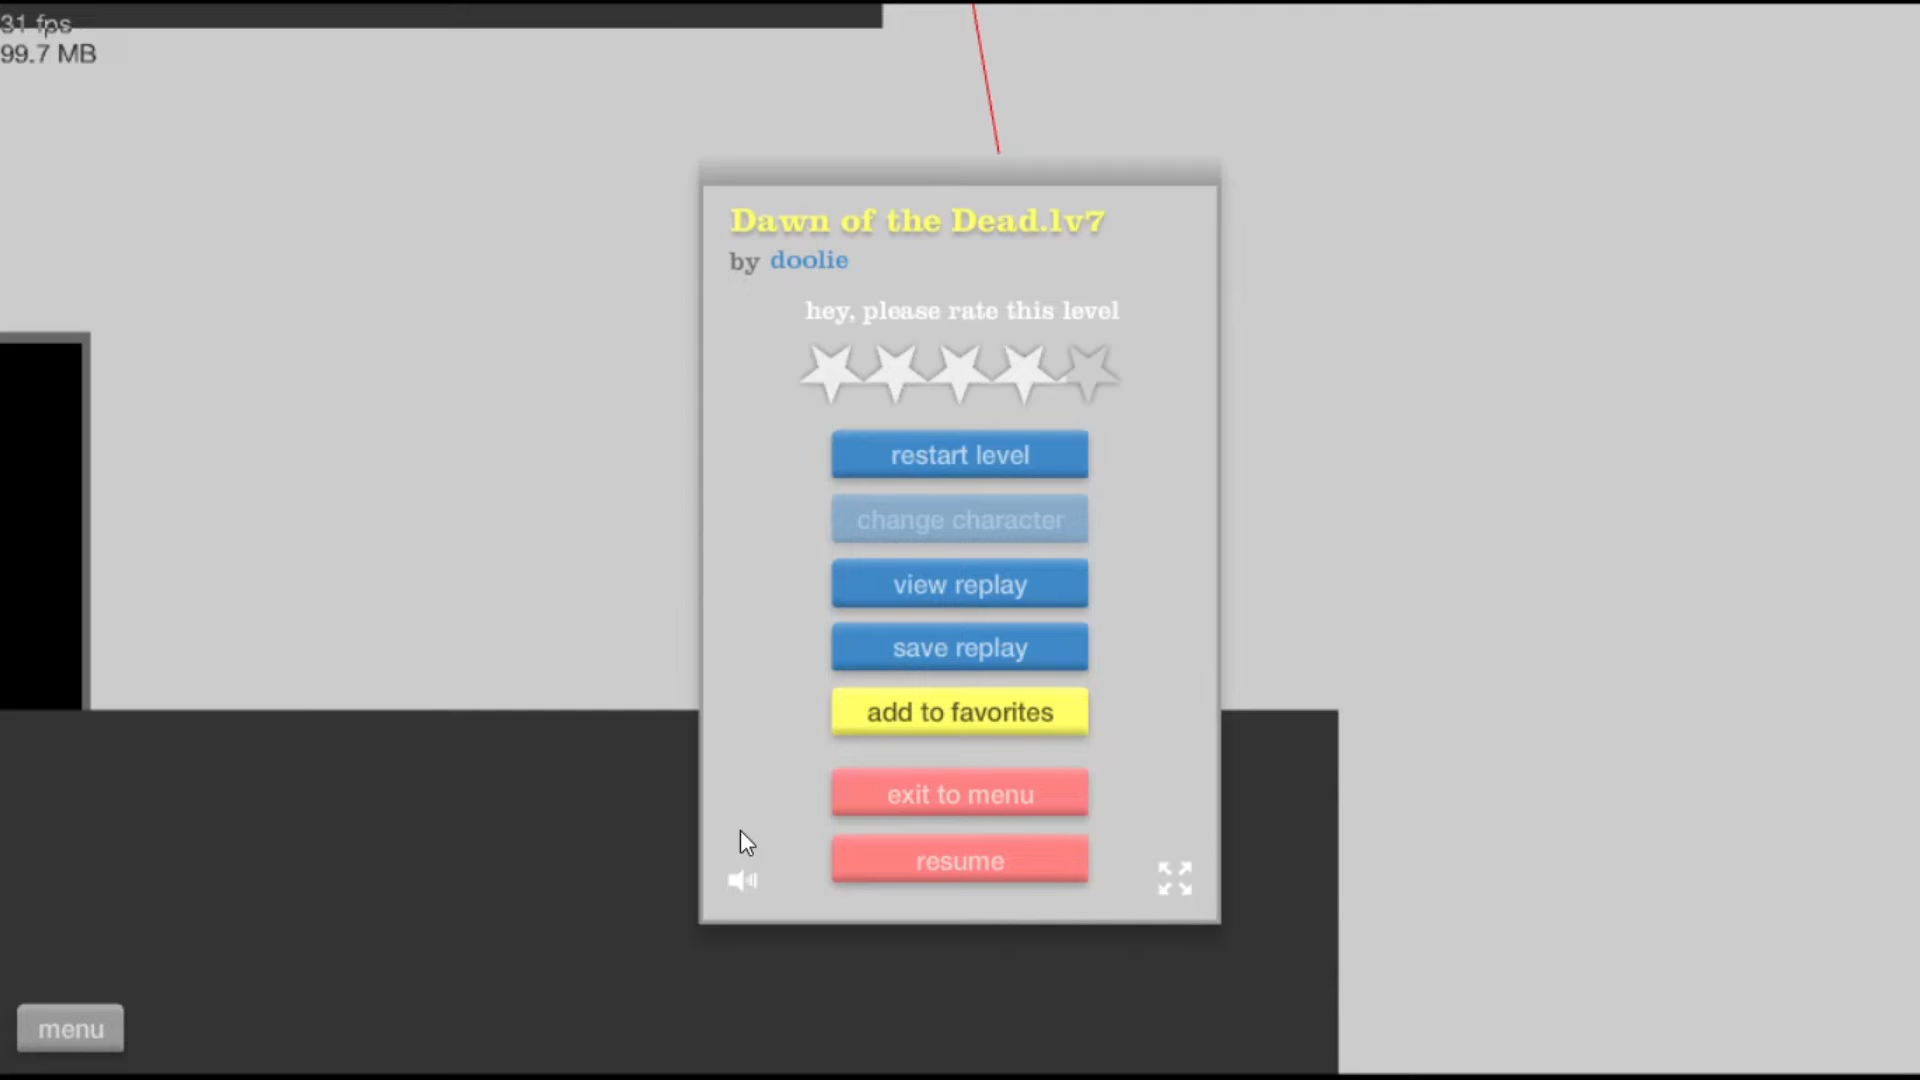 31 fps
99.7 MB
Dawn of the Dead.lv7
by doolie
hey, please rate this level
restart level
change character
view replay
save replay
add to favorites
exit to menu
resume
menu